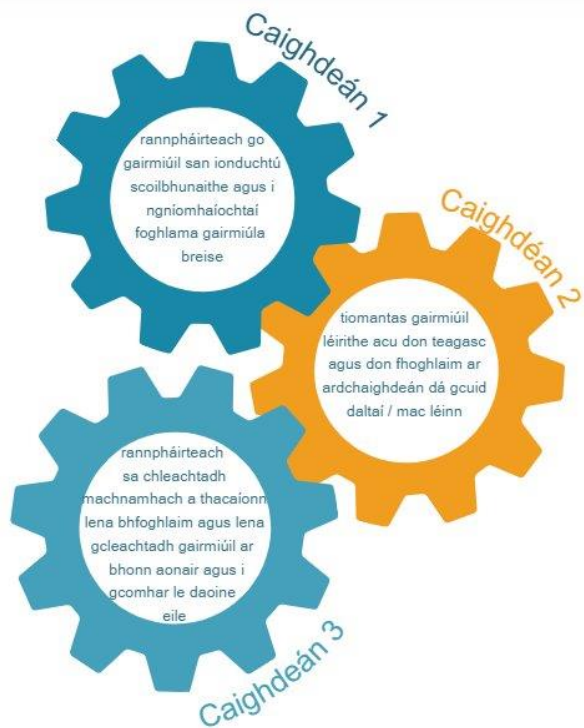 Caighdeán 1
rannpháirteach go
gairmiúil san ionduchtú
scoilbhunaithe agus i
ngníomhaíochtaí
foghlama gairmiúla
breise
Caighdéán 2
tiomantas gairmiúil
léirithe acu don teagasc
agus don fhoghlaim ar
ardchaighdeán dá gcuid
daltaí / mac léinn
rannpháirteach
sa chleachtadh
machnamhach a thacaíonn
lena bhfoghlaim agus lena
gcleachtadh gairmiúil ar
bhonn aonair agus i
gcomhar le daoine
eile
Caighdeán 3